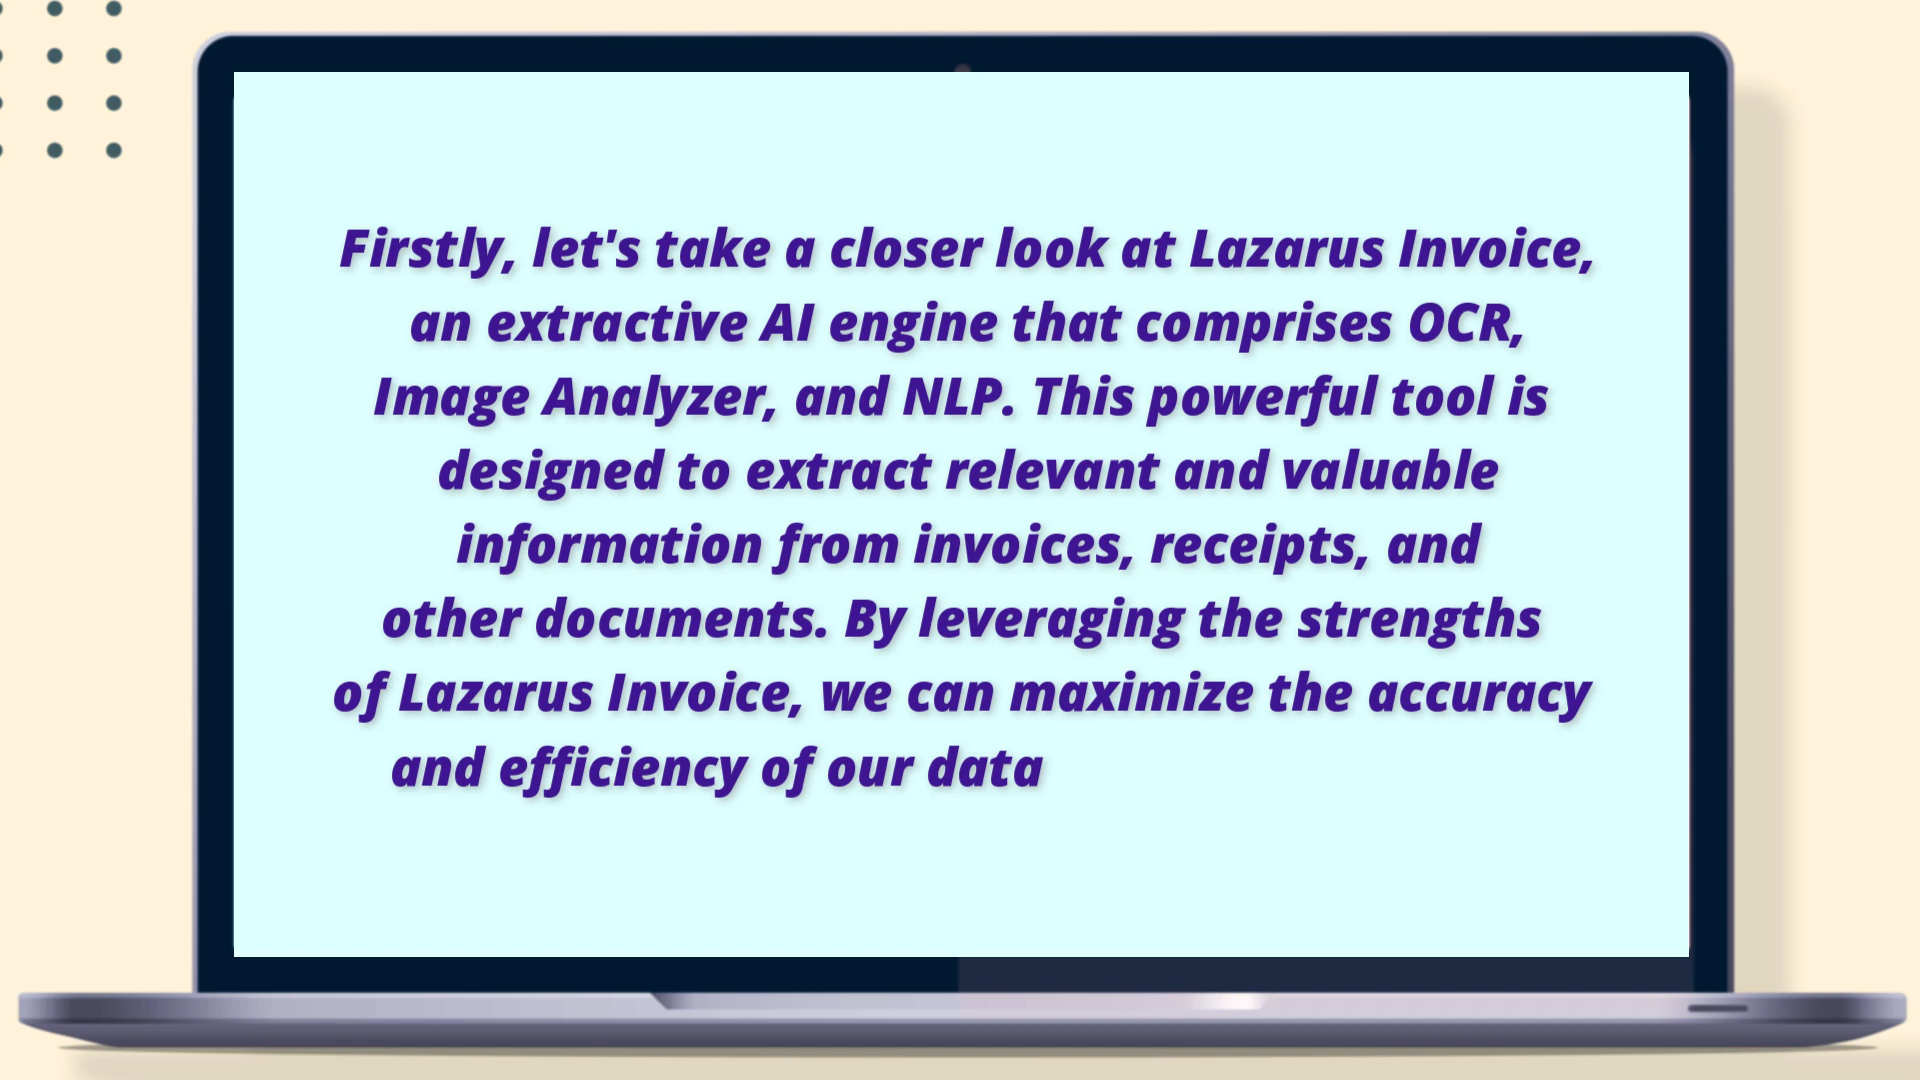 Firstly, let's take a closer look at Lazarus Invoice,
an extractive AI engine that comprises OCR,
Image Analyzer, and NLP. This powerful tool is
designed to extract relevant and valuable
information from invoices, receipts, and
other documents. By leveraging the strengths
of Lazarus Invoice, we can maximize the accuracy
and efficiency of our data